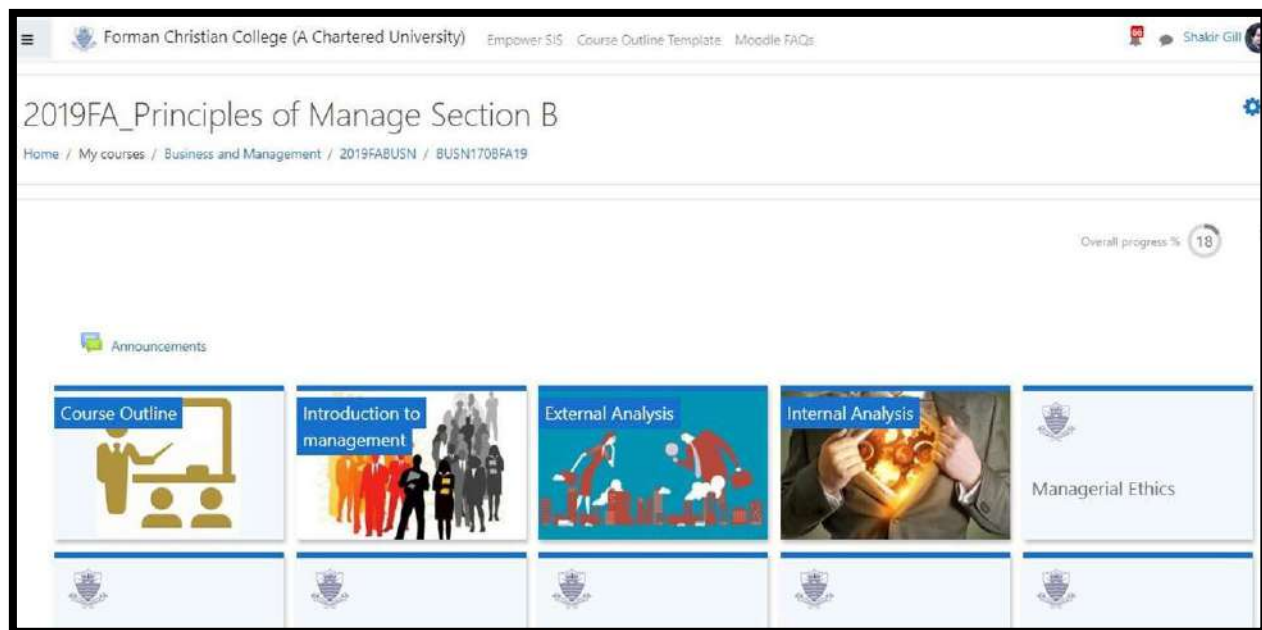 Forman Christian College (A Chartered University) Empower SIS Course Outline Template Moodle FAQs 66 Shakir Gill
2019FA_Principles of Manage Section B
Home / My courses / Business and Management / 2019FABUSN / BUSN170BFA19
Overall progress % 18
Announcements
Course Outline
Introduction to
management
External Analysis
Internal Analysis
Managerial Ethics